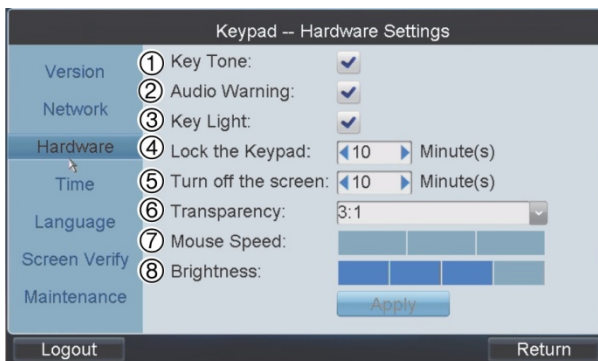 Keypad -- Hardware Settings
Version
Network
Hardware
Time
Language
Screen Verify
Maintenance
① Key Tone:
② Audio Warning:
③ Key Light:
④ Lock the Keypad: 10 Minute(s)
⑤ Turn off the screen: 10 Minute(s)
⑥ Transparency: 3:1
⑦ Mouse Speed:
⑧ Brightness:
Apply
Logout
Return